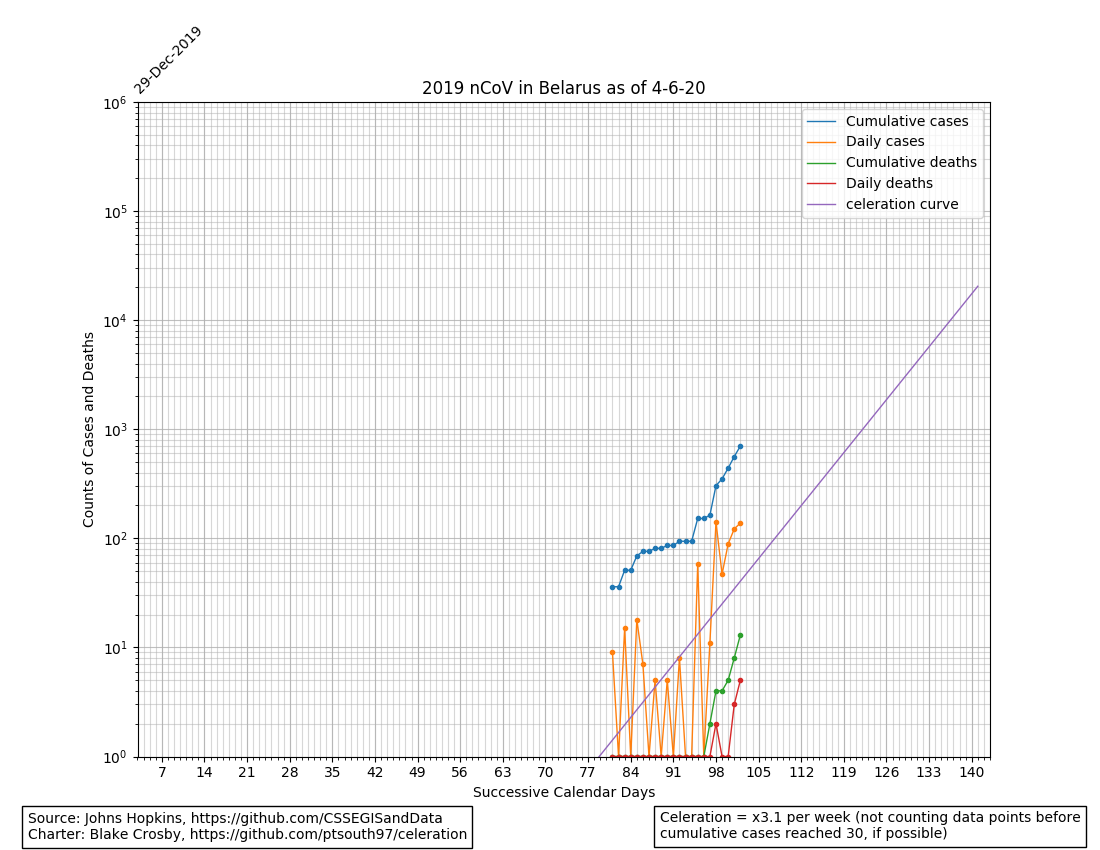 29-Dec-2019
2019 nCoV in Belarus as of 4-6-20
Cumulative cases
Daily cases
Cumulative deaths
Daily deaths
celeration curve
Counts of Cases and Deaths
10^6
10^5
10^4
10^3
10^2
10^1
10^0
7 14 21 28 35 42 49 56 63 70 77 84 91 98 105 112 119 126 133 140
Successive Calendar Days
Source: Johns Hopkins, https://github.com/CSSEGISandData
Charter: Blake Crosby, https://github.com/ptsouth97/celeration
Celeration = x3.1 per week (not counting data points before
cumulative cases reached 30, if possible)